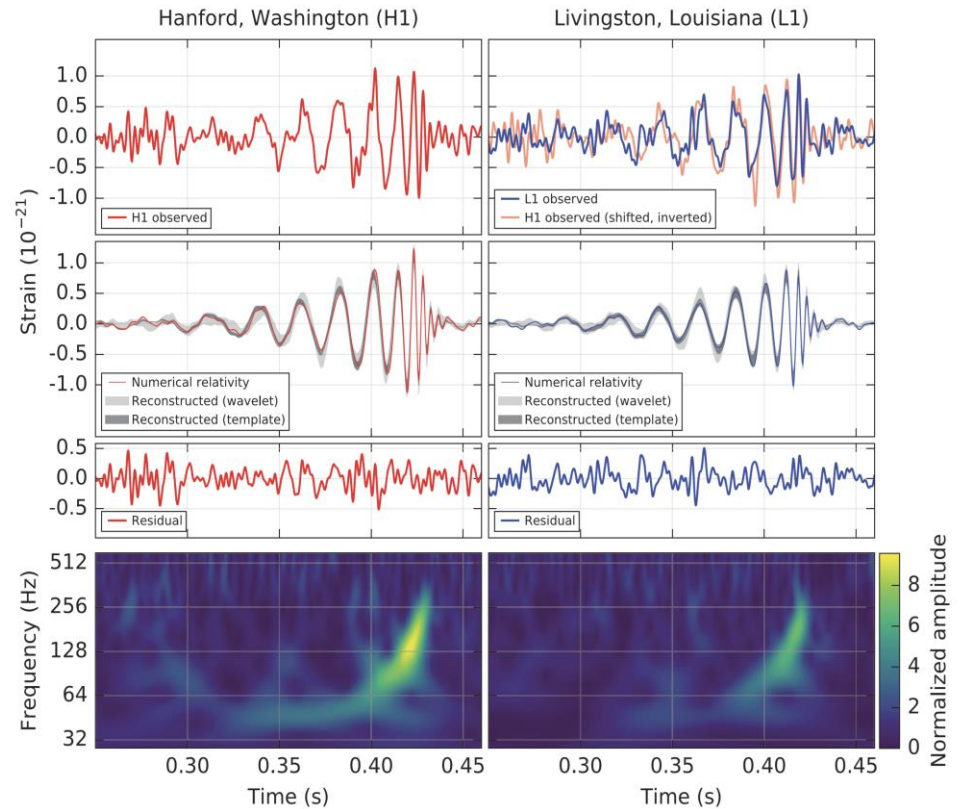 Hanford, Washington (H1)
Livingston, Louisiana (L1)
Strain (10⁻²¹)
1.0
0.5
0.0
-0.5
-1.0
H1 observed
L1 observed
H1 observed (shifted, inverted)
1.0
0.5
0.0
-0.5
-1.0
Numerical relativity
Reconstructed (wavelet)
Reconstructed (template)
Numerical relativity
Reconstructed (wavelet)
Reconstructed (template)
0.5
0.0
-0.5
Residual
Residual
Frequency (Hz)
512
256
128
64
32
Normalized amplitude
8
6
4
2
0
0.30 0.35 0.40 0.45
0.30 0.35 0.40 0.45
Time (s)
Time (s)